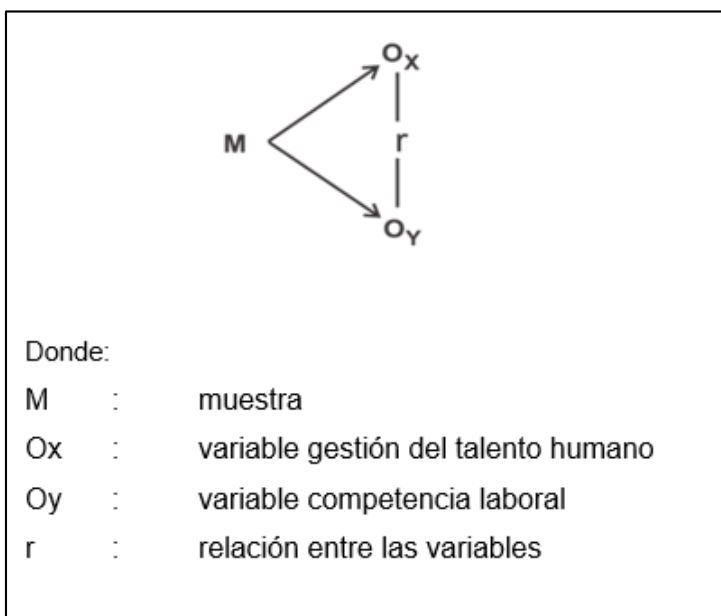 Ox
M
r
OY
Donde:
M : muestra
Ox : variable gestión del talento humano
Oy : variable competencia laboral
r : relación entre las variables